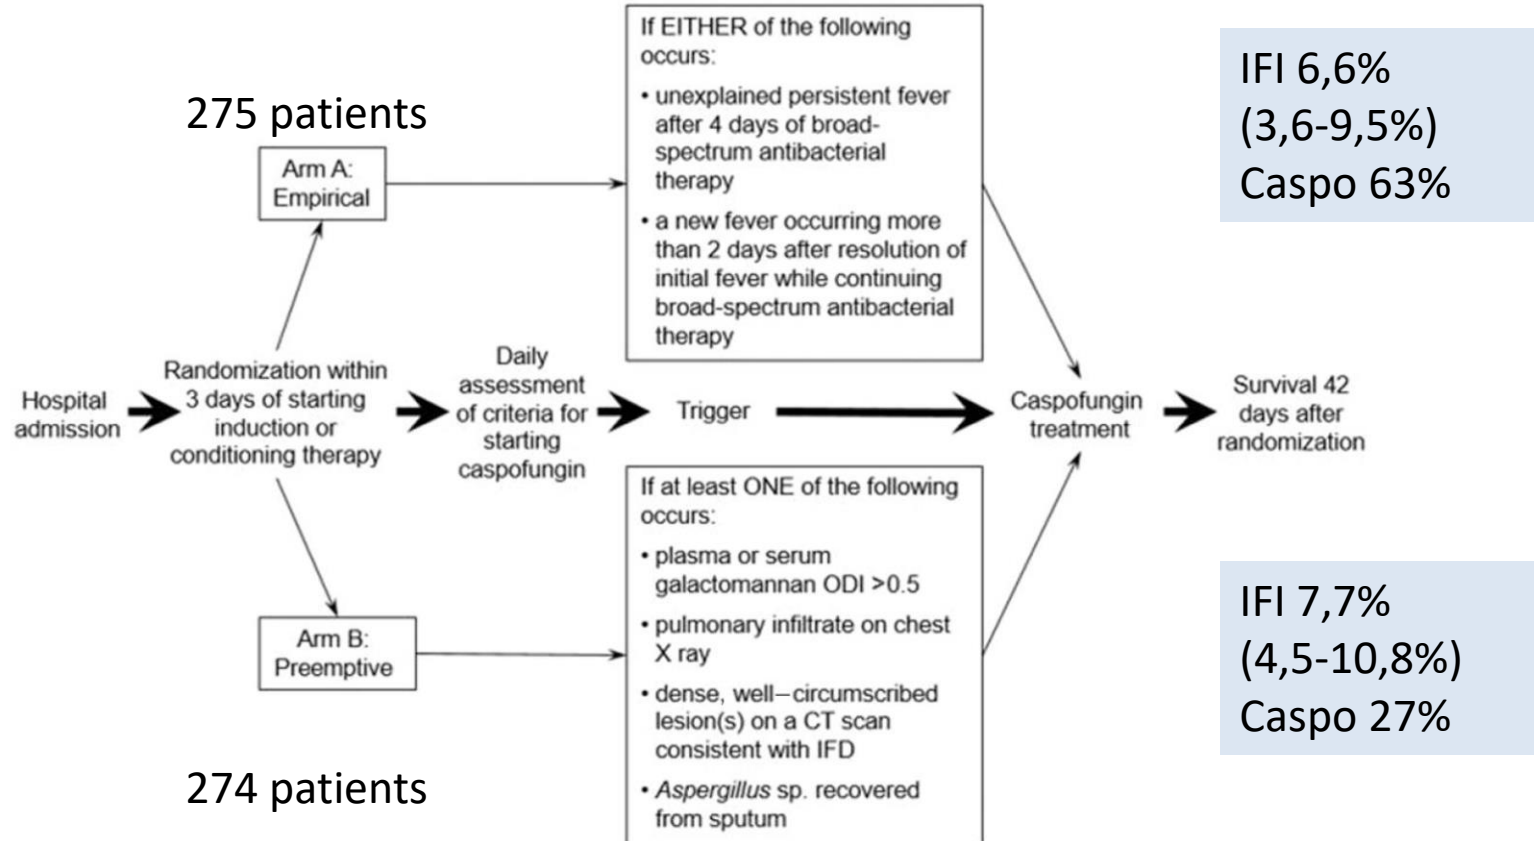 275 patients
Arm A:
Empirical
If EITHER of the following
occurs:
• unexplained persistent fever
after 4 days of broad-
spectrum antibacterial
therapy
• a new fever occurring more
than 2 days after resolution of
initial fever while continuing
broad-spectrum antibacterial
therapy
IFI 6,6%
(3,6-9,5%)
Caspo 63%
Hospital
admission
Randomization within
3 days of starting
induction or
conditioning therapy
Daily
assessment
of criteria for
starting
caspofungin
Trigger
Caspofungin
treatment
Survival 42
days after
randomization
Arm B:
Preemptive
274 patients
If at least ONE of the following
occurs:
• plasma or serum
galactomannan ODI >0.5
• pulmonary infiltrate on chest
X ray
• dense, well–circumscribed
lesion(s) on a CT scan
consistent with IFD
• Aspergillus sp. recovered
from sputum
IFI 7,7%
(4,5-10,8%)
Caspo 27%